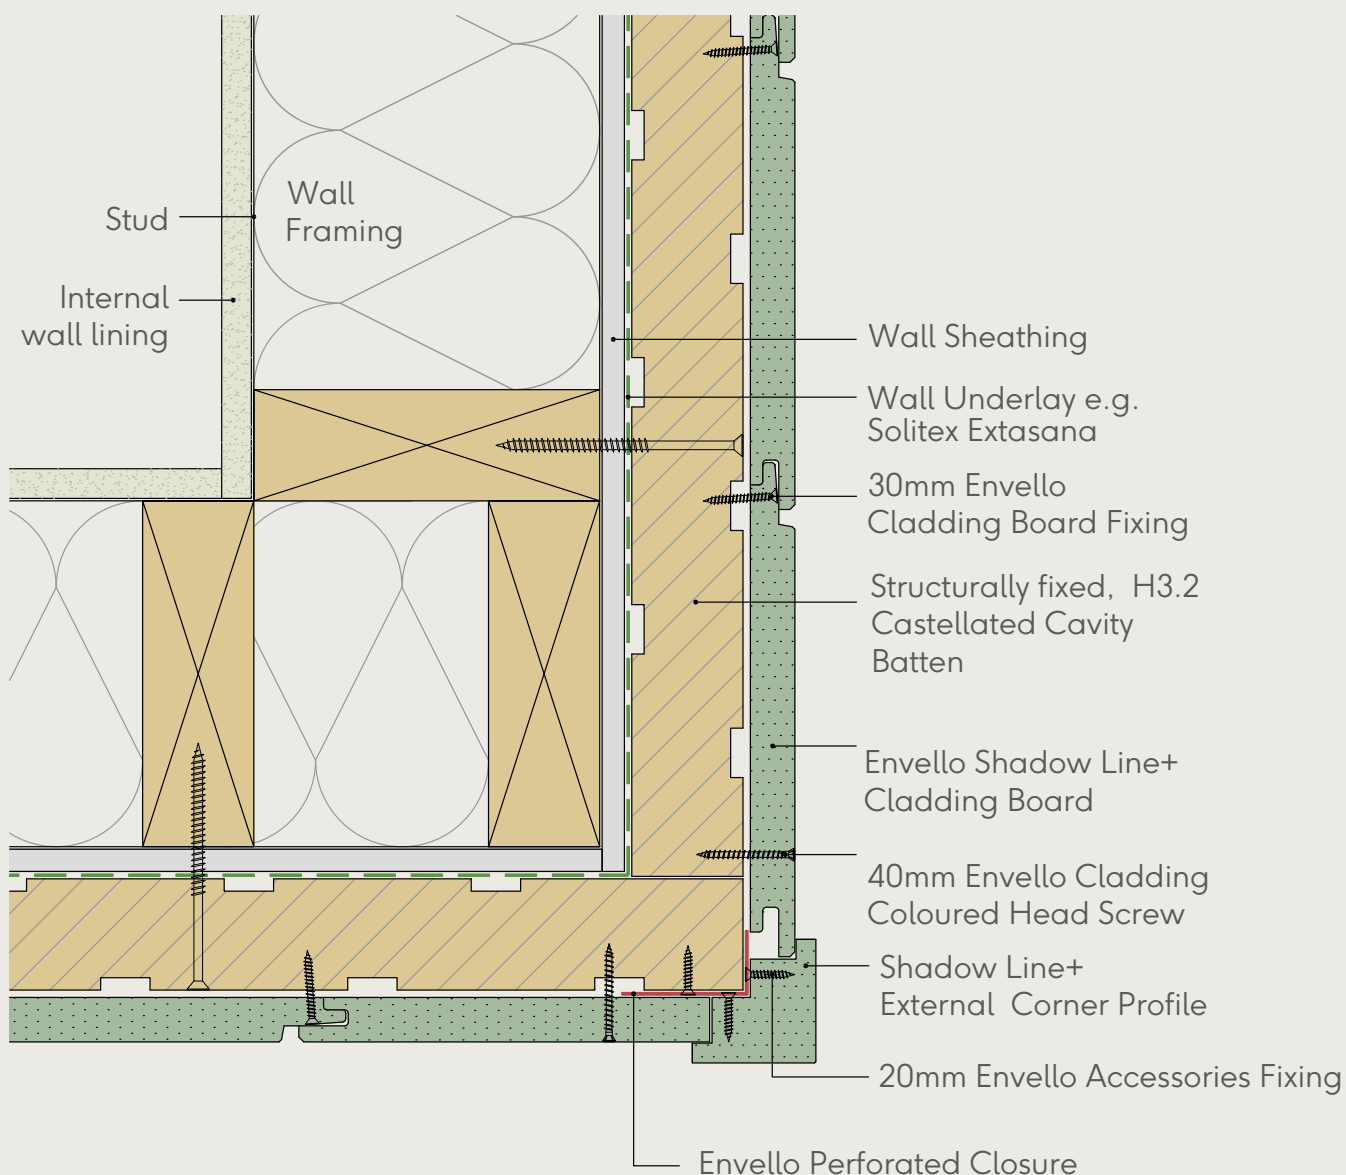 Wall
Framing
Stud
Internal
wall lining
Wall Sheathing
Wall Underlay e.g.
Solitex Extasana
30mm Envello
Cladding Board Fixing
Structurally fixed, H3.2
Castellated Cavity
Batten
Envello Shadow Line+
Cladding Board
40mm Envello Cladding
Coloured Head Screw
Shadow Line+
External Corner Profile
20mm Envello Accessories Fixing
Envello Perforated Closure